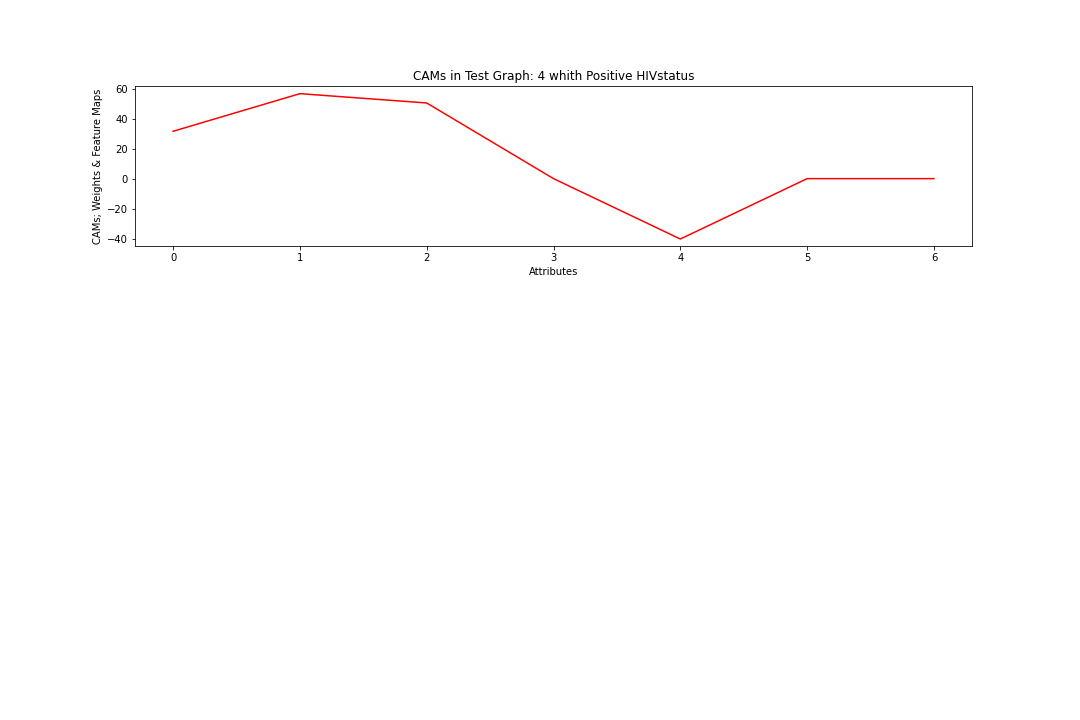 CAMs in Test Graph: 4 whith Positive HIVstatus
CAMs; Weights & Feature Maps
60
40
20
0
−20
−40
0 1 2 3 4 5 6
Attributes